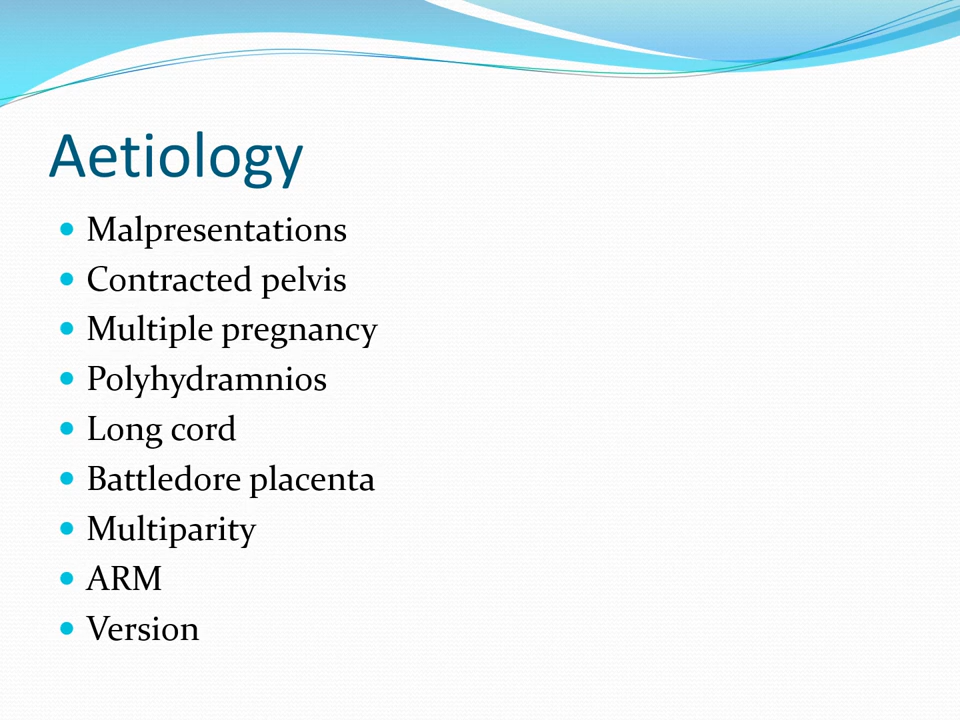 Aetiology
• Malpresentations
• Contracted pelvis
• Multiple pregnancy
• Polyhydramnios
• Long cord
• Battledore placenta
• Multiparity
• ARM
• Version